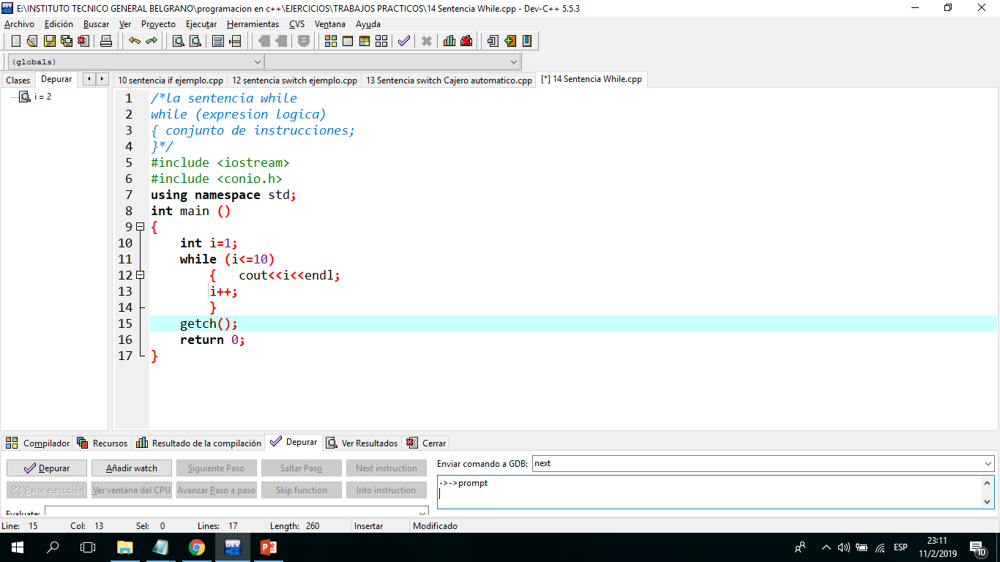 E:\INSTITUTO TECNICO GENERAL BELGRANO\programacion en c++\EJERCICIOS\TRABAJOS PRACTICOS\14 Sentencia While.cpp - Dev-C++ 5.5.3
Archivo Edición Buscar Ver Proyecto Ejecutar Herramientas CVS Ventana Ayuda
(globals)
Clases Depurar 10 sentencia if ejemplo.cpp 12 sentencia switch ejemplo.cpp 13 Sentencia switch Cajero automatico.cpp [*] 14 Sentencia While.cpp
i = 2
1 /*la sentencia while
2 while (expresion logica)
3 { conjunto de instrucciones;
4 }*/
5 #include <iostream>
6 #include <conio.h>
7 using namespace std;
8 int main ()
9 {
10 int i=1;
11 while (i<=10)
12 { cout<<i<<endl;
13 i++;
14 }
15 getch();
16 return 0;
17 }
Compilador Recursos Resultado de la compilación Depurar Ver Resultados Cerrar
Depurar Añadir watch Siguiente Paso Saltar Paso Next instruction Enviar comando a GDB: next
Parar ejecución Ver ventana del CPU Avanzar Paso a paso Skip function Into instruction ->->prompt
Evaluate:
Line: 15 Col: 13 Sel: 0 Lines: 17 Length: 260 Insertar Modificado
DEV ESP 23:11
11/2/2019 10